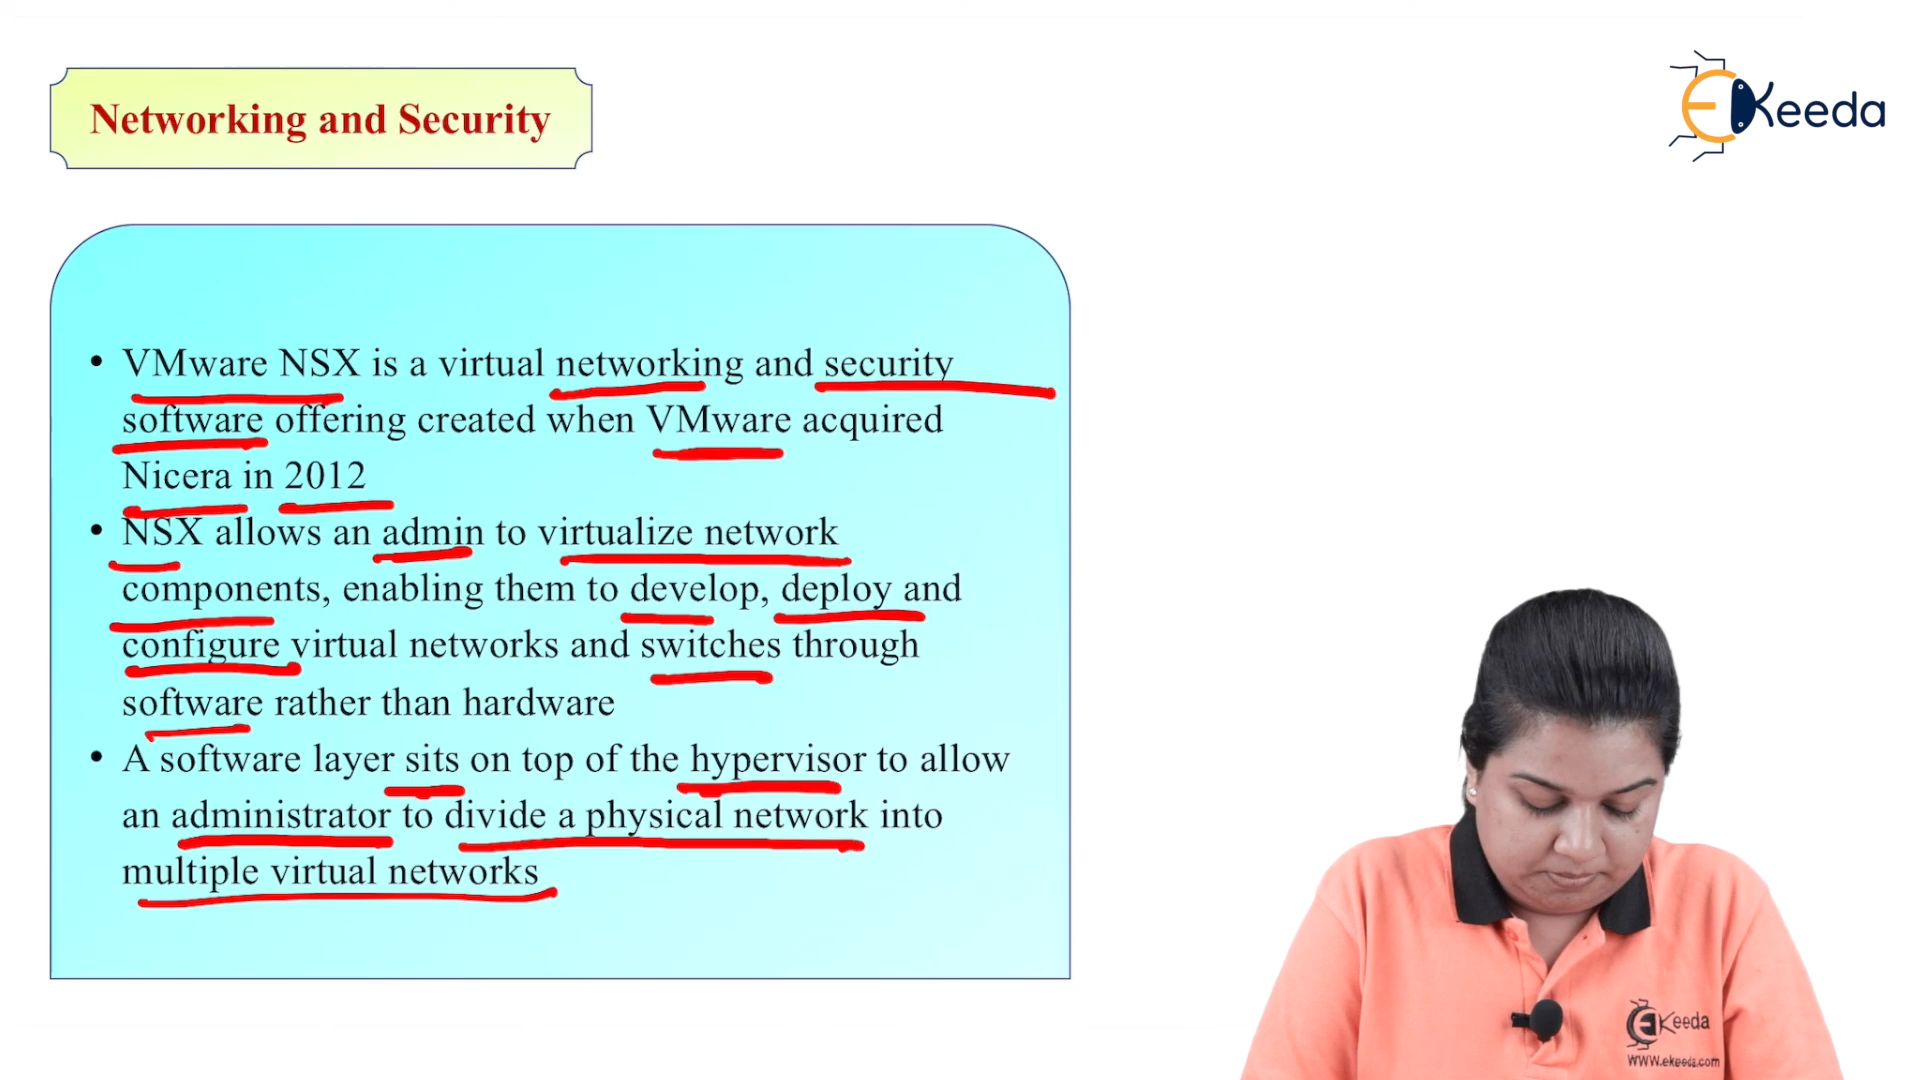 Networking and Security
EKeeda
• VMware NSX is a virtual networking and security
software offering created when VMware acquired
Nicera in 2012
• NSX allows an admin to virtualize network
components, enabling them to develop, deploy and
configure virtual networks and switches through
software rather than hardware
• A software layer sits on top of the hypervisor to allow
an administrator to divide a physical network into
multiple virtual networks
EKeeda
WWW.ekeeda.com